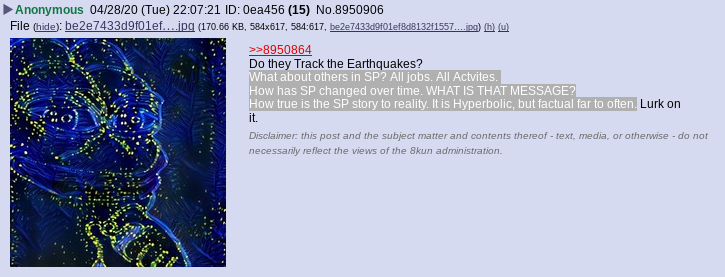 ▶Anonymous 04/28/20 (Tue) 22:07:21 ID: 0ea456 (15) No.8950906
File (hide): be2e7433d9f01ef….jpg (170.66 KB, 584x617, 584:617, be2e7433d9f01ef8d8132f1557….jpg) (h) (u)
>>8950864
Do they Track the Earthquakes?
What about others in SP? All jobs. All Actvites.
How has SP changed over time. WHAT IS THAT MESSAGE?
How true is the SP story to reality. It is Hyperbolic, but factual far to often. Lurk on
it.
Disclaimer: this post and the subject matter and contents thereof - text, media, or otherwise - do not
necessarily reflect the views of the 8kun administration.